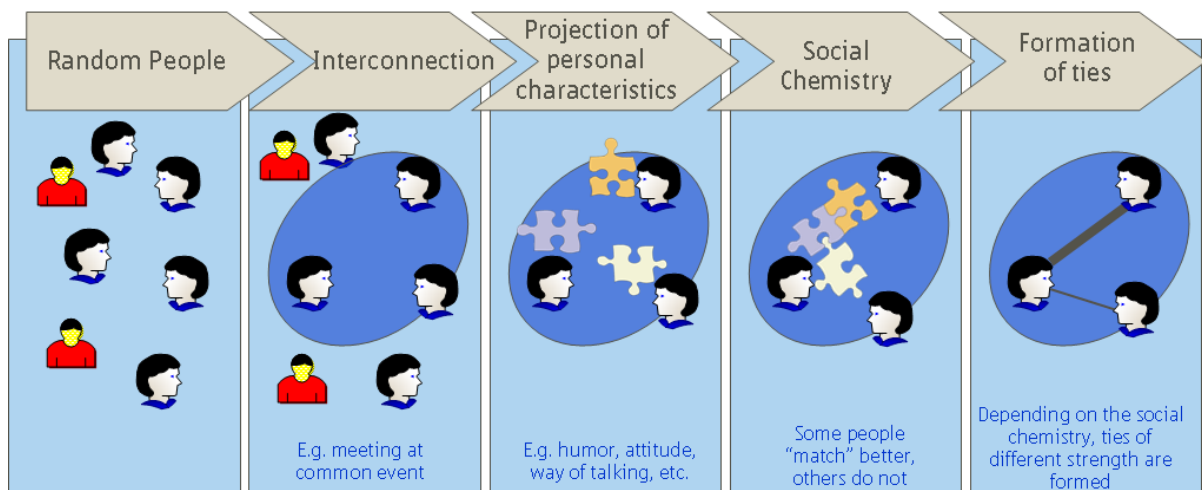 Random People
Interconnection
Projection of
personal
characteristics
Social
Chemistry
Formation
of ties
E.g. meeting at
common event
E.g. humor, attitude,
way of talking, etc.
Some people
“match” better,
others do not
Depending on the social
chemistry, ties of
different strength are
formed